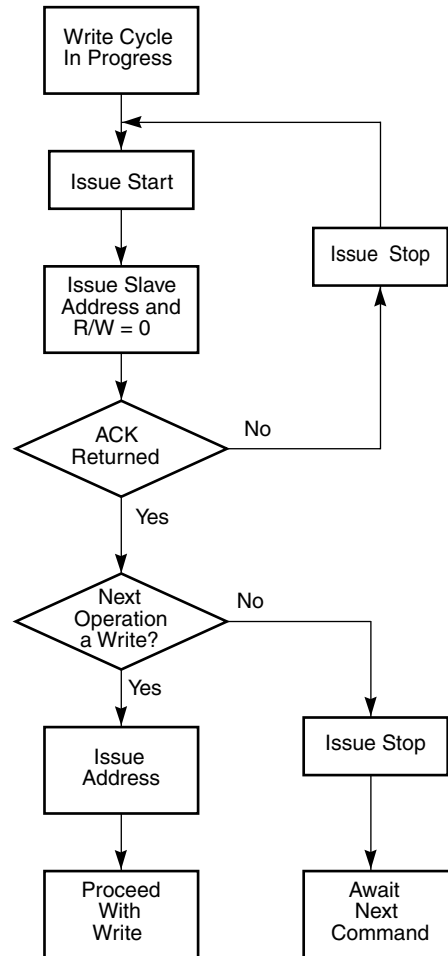 Write Cycle
In Progress
Issue Start
Issue Stop
Issue Slave
Address and
R/W = 0
ACK
Returned
No
Yes
Next
Operation
a Write?
No
Yes
Issue
Address
Issue Stop
Proceed
With
Write
Await
Next
Command